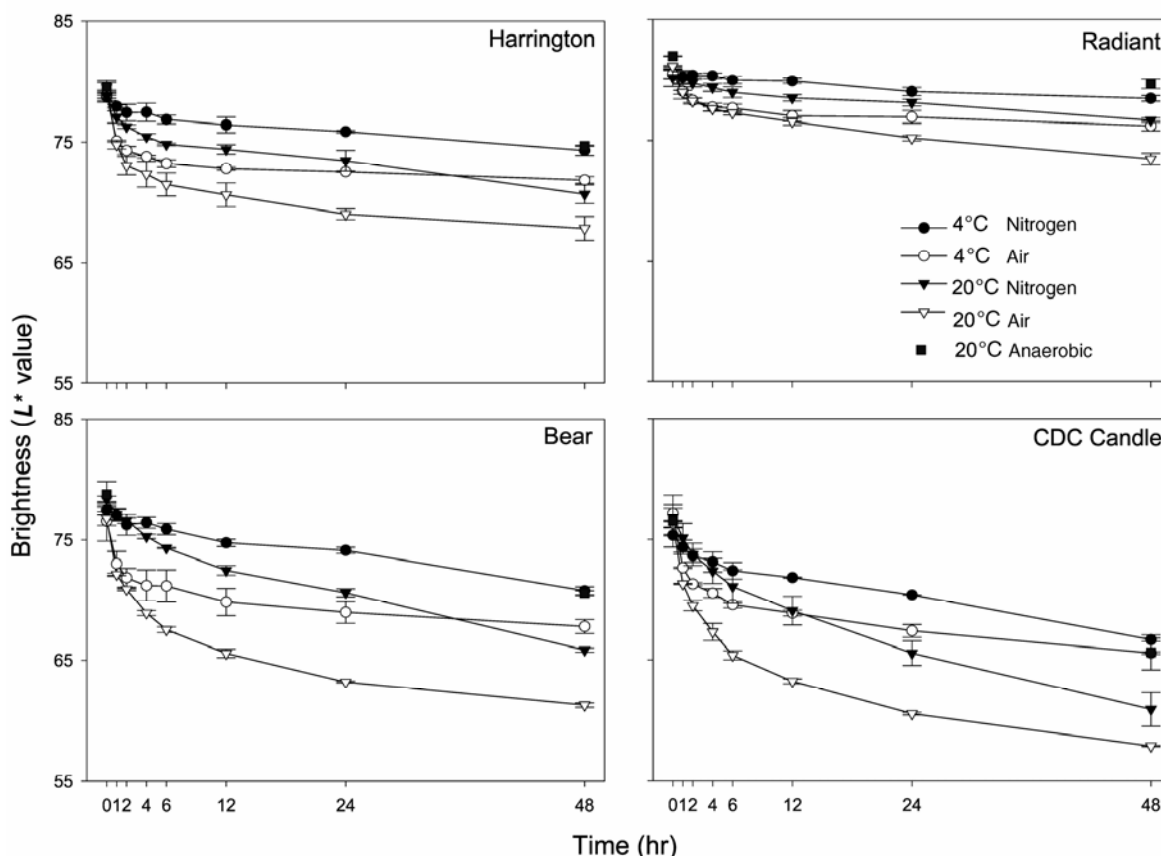 85
75
65
55
Harrington
Radiant
4°C Nitrogen
4°C Air
20°C Nitrogen
20°C Air
20°C Anaerobic
85
75
65
55
Bear
CDC Candle
Brightness (L* value)
0 1 2 4 6 12 24 48
0 1 2 4 6 12 24 48
Time (hr)